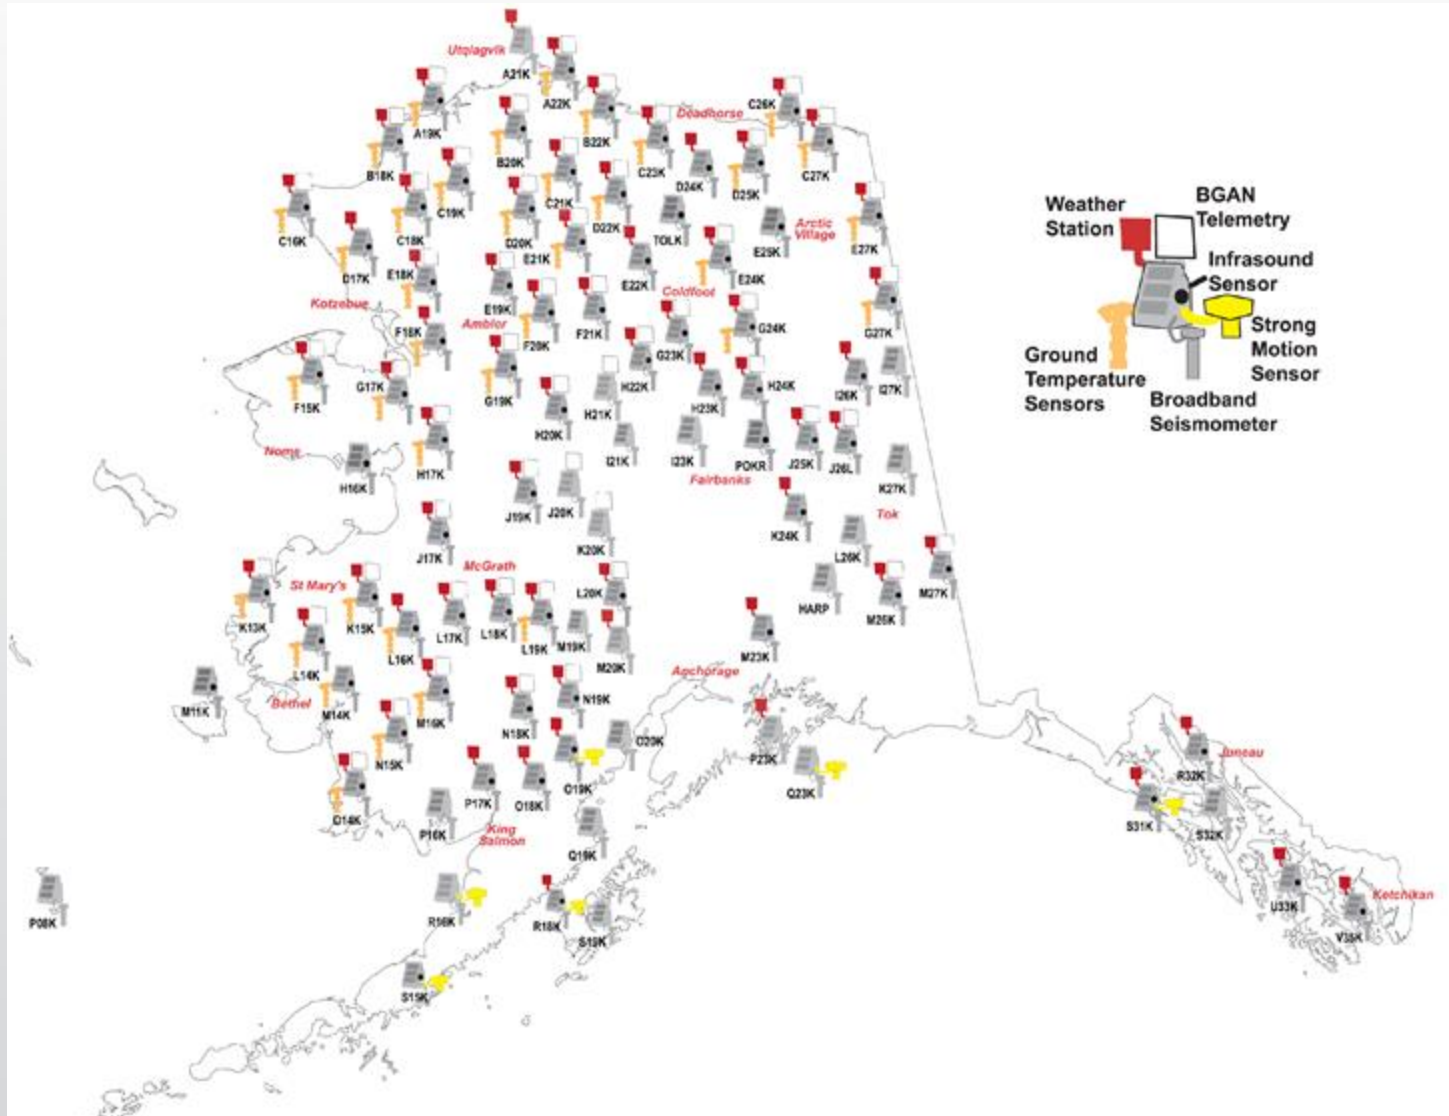 Utqiagvik
A21K
A22K
A19K
B18K
B20K
B22K
Deadhorse
C26K
C23K
D24K
D25K
C27K
C16K
C18K
C19K
C21K
D22K
D20K
D17K
TOLK
E25K
Arctic
Village
E27K
E18K
E21K
E22K
E24K
Kotzebue
E19K
Coldfoot
F18K
Ambler
F20K
F21K
G23K
G24K
G27K
F15K
G17K
G19K
H22K
H21K
H23K
H24K
I26K
I27K
Nome
H16K
H17K
H20K
I21K
I23K
POKR
J25K
J26L
K27K
Fairbanks
J19K
J20K
K24K
Tok
J17K
K20K
L26K
McGrath
St Mary's
K13K
K15K
L16K
L17K
L18K
L19K
M19K
L20K
M20K
HARP
M26K
M27K
L14K
M23K
Anchorage
M11K
Bethel
M14K
M16K
N15K
N18K
N19K
O20K
P23K
Q23K
O14K
P16K
P17K
O18K
O19K
King
Salmon
Q19K
P08K
R16K
R18K
S19K
S15K
Juneau
R32K
S31K
S32K
U33K
V35K
Ketchikan
Weather
Station
BGAN
Telemetry
Infrasound
Sensor
Strong
Motion
Sensor
Ground
Temperature
Sensors
Broadband
Seismometer